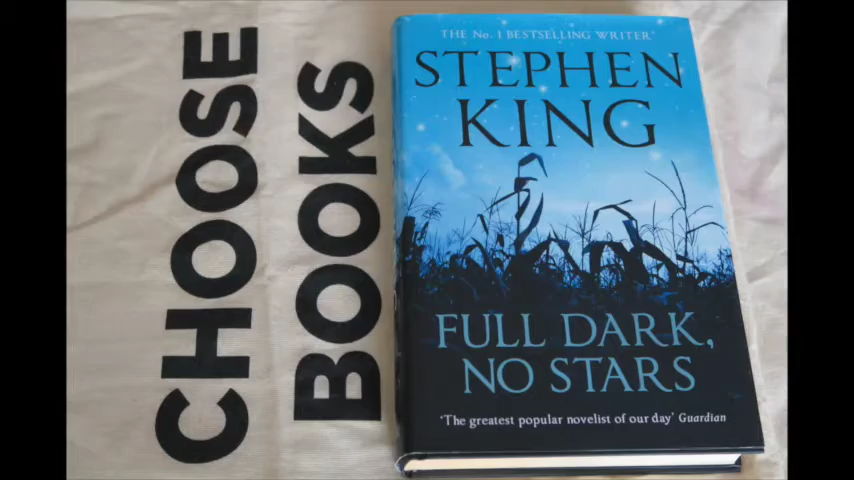 CHOOSE
BOOKS
THE No. 1 BESTSELLING WRITER'
STEPHEN
KING
FULL DARK,
NO STARS
'The greatest popular novelist of our day' Guardian